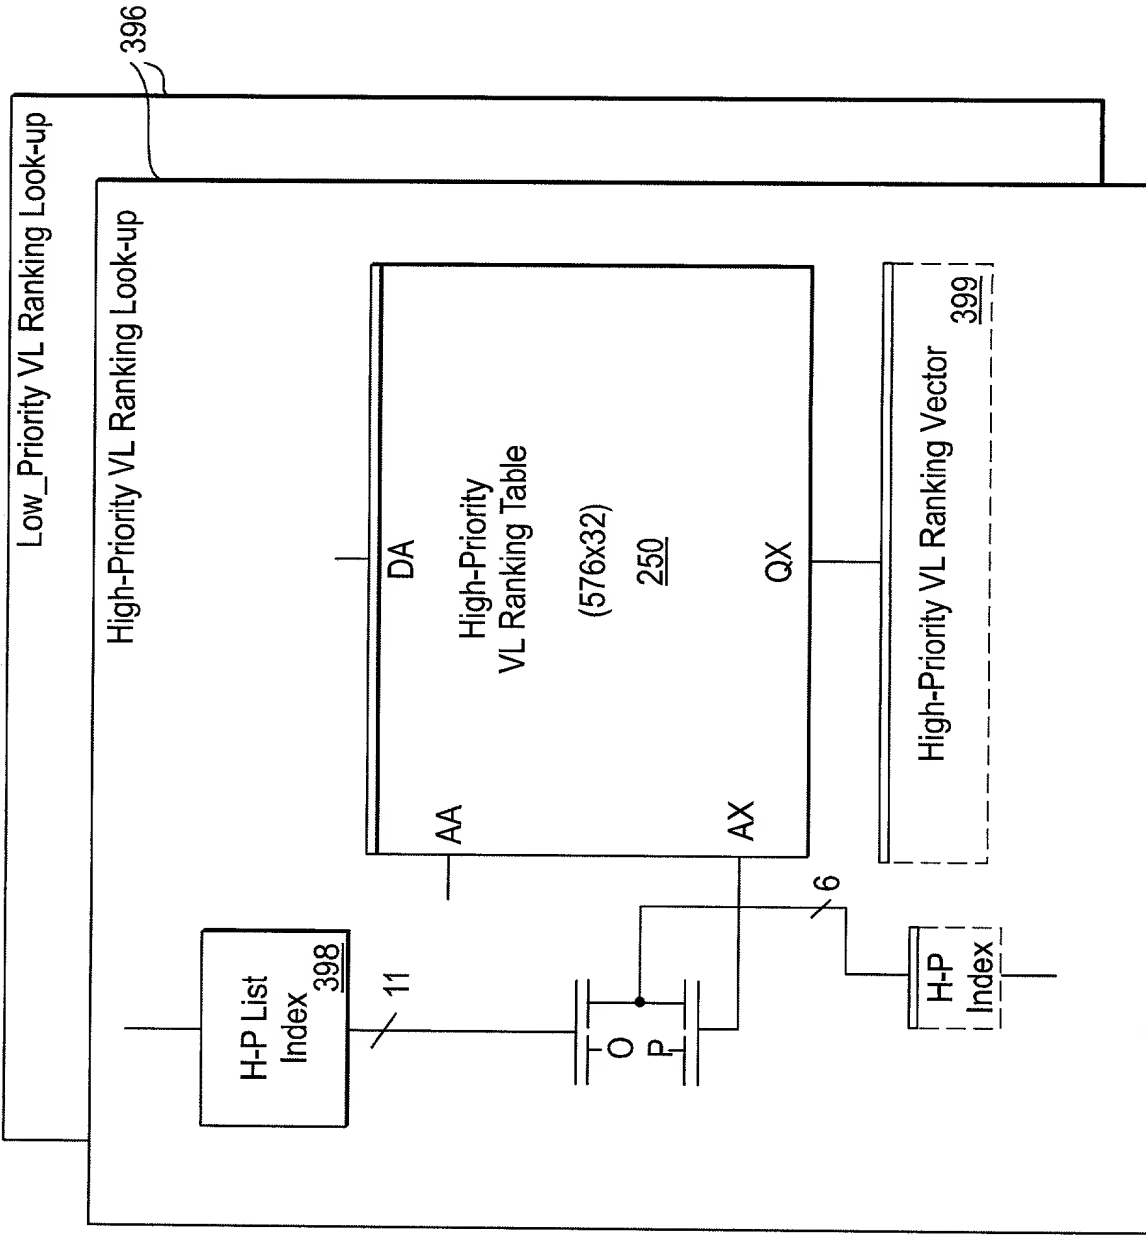 396
Low_Priority VL Ranking Look-up
High-Priority VL Ranking Look-up
H-P List
Index
398
11
O
P
6
H-P
Index
AA
DA
High-Priority
VL Ranking Table
(576x32)
250
AX
QX
High-Priority VL Ranking Vector
399